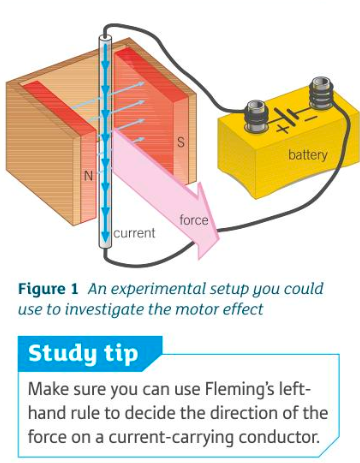 S
N
battery
+ −
force
current
Figure 1 An experimental setup you could
use to investigate the motor effect
Study tip
Make sure you can use Fleming’s left-
hand rule to decide the direction of the
force on a current-carrying conductor.